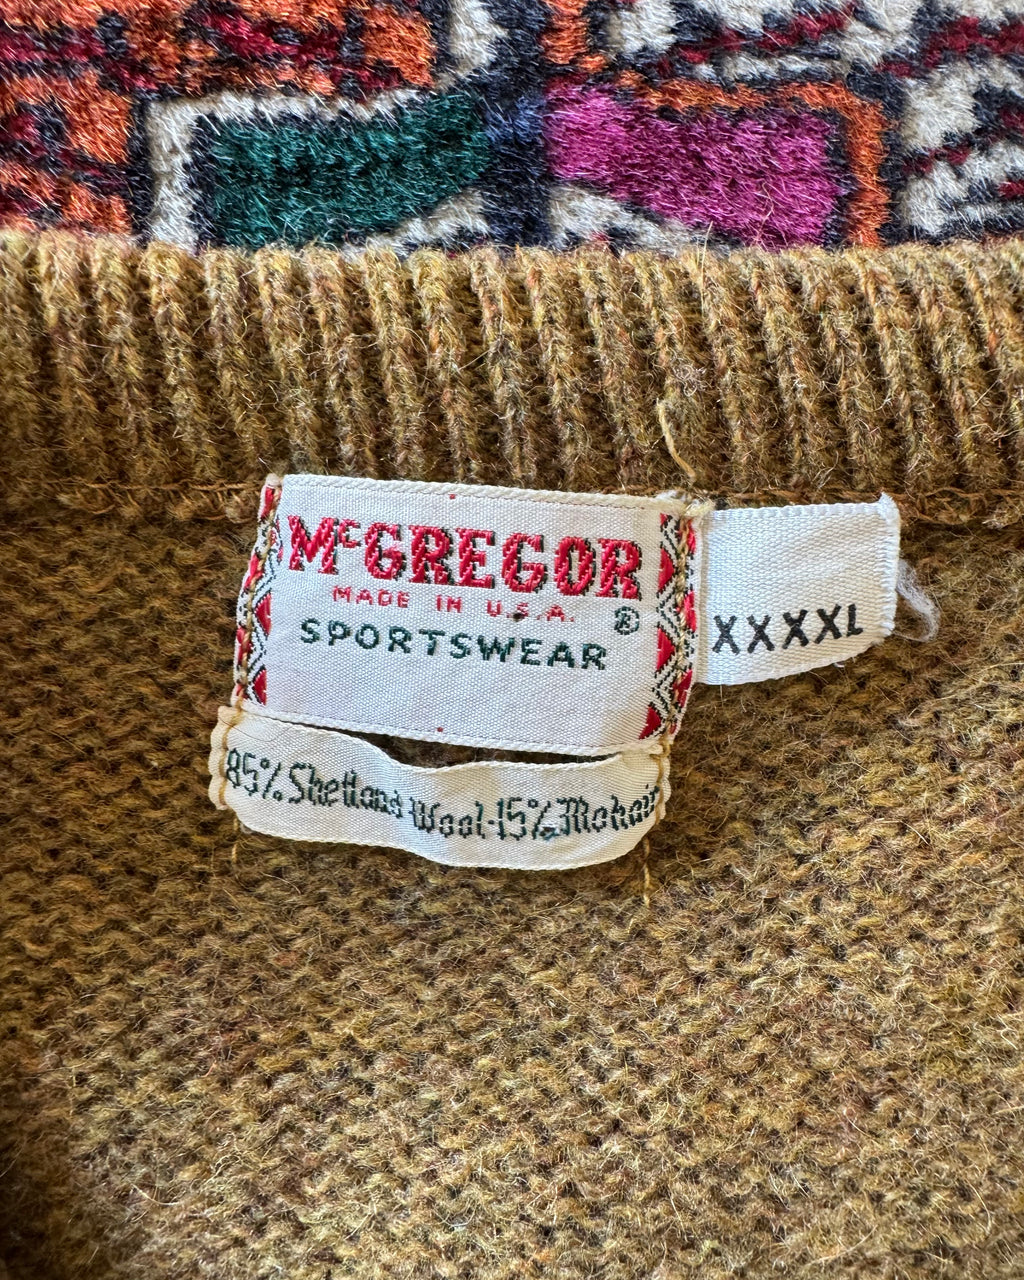 McGREGOR
MADE IN U.S.A.
®
SPORTSWEAR
XXXXL
85% Shetland Wool-15% Mohair